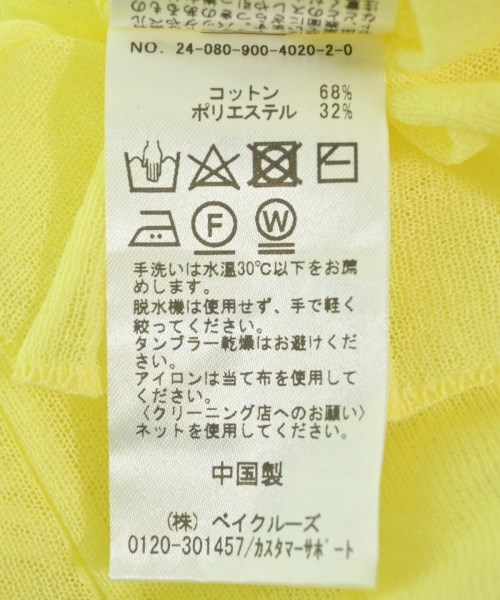 NO. 24-080-900-4020-2-0
コットン 68%
ポリエステル 32%
F W
手洗いは水温30℃以下をお薦
めします。
脱水機は使用せず、手で軽く
絞ってください。
タンブラー乾燥はお避けくだ
さい。
アイロンは当て布を使用して
ください。
〈クリーニング店へのお願い〉
ネットを使用してください。
中国製
(株) ベイクルーズ
0120-301457/カスタマーサポート